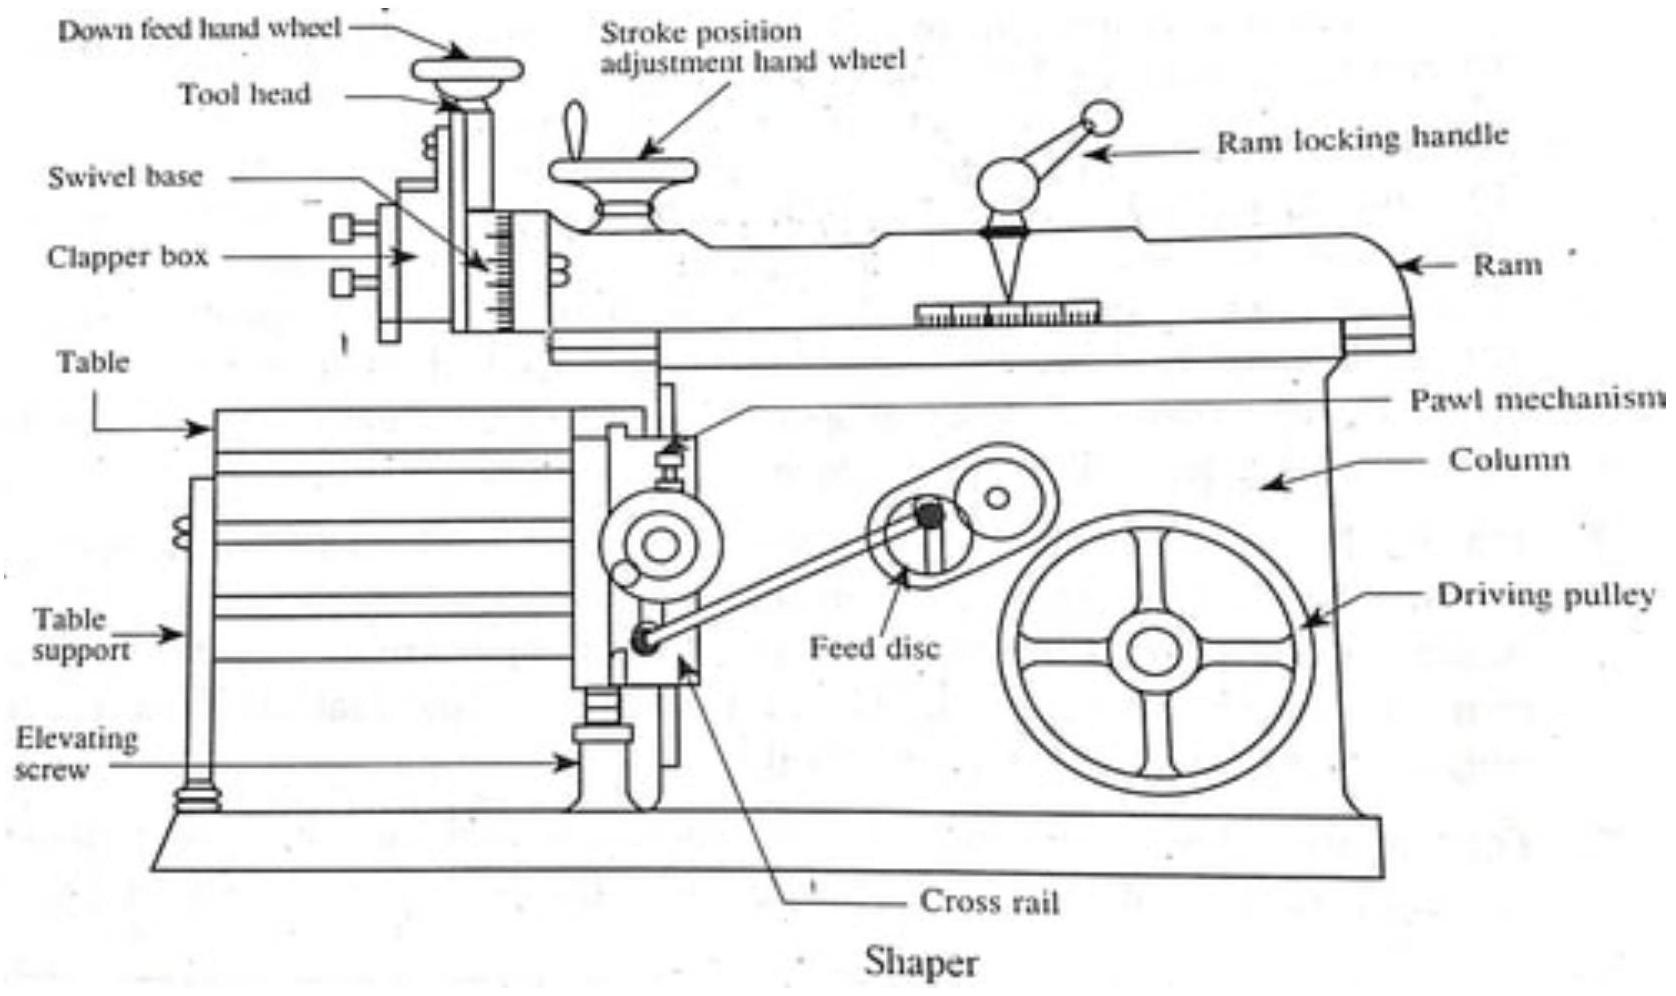 Down feed hand wheel
Stroke position
adjustment hand wheel
Tool head
Ram locking handle
Swivel base
Clapper box
Ram
Table
Pawl mechanism
Column
Driving pulley
Table
support
Feed disc
Elevating
screw
Cross rail
Shaper